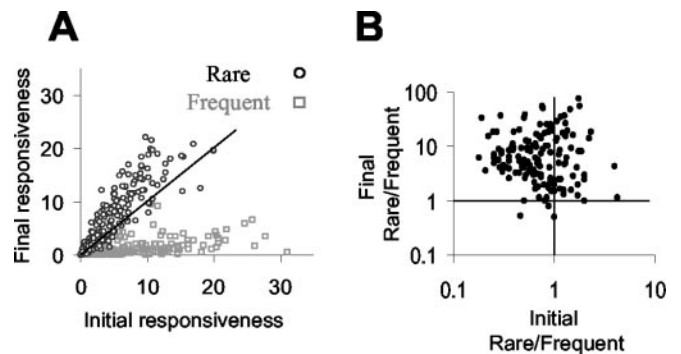 A
Rare
Frequent
Final responsiveness
30
20
10
0
0
10
20
30
Initial responsiveness
B
Final
Rare/Frequent
100
10
1
0.1
0.1
1
10
Initial
Rare/Frequent